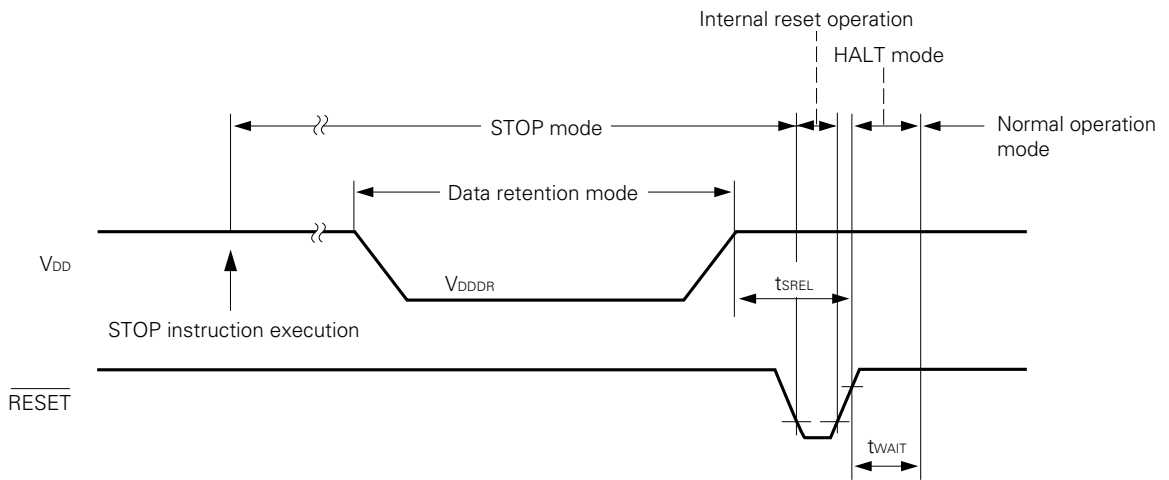 Internal reset operation
HALT mode
STOP mode
Normal operation
mode
Data retention mode
VDD
VDDDR
tSREL
STOP instruction execution
RESET
tWAIT